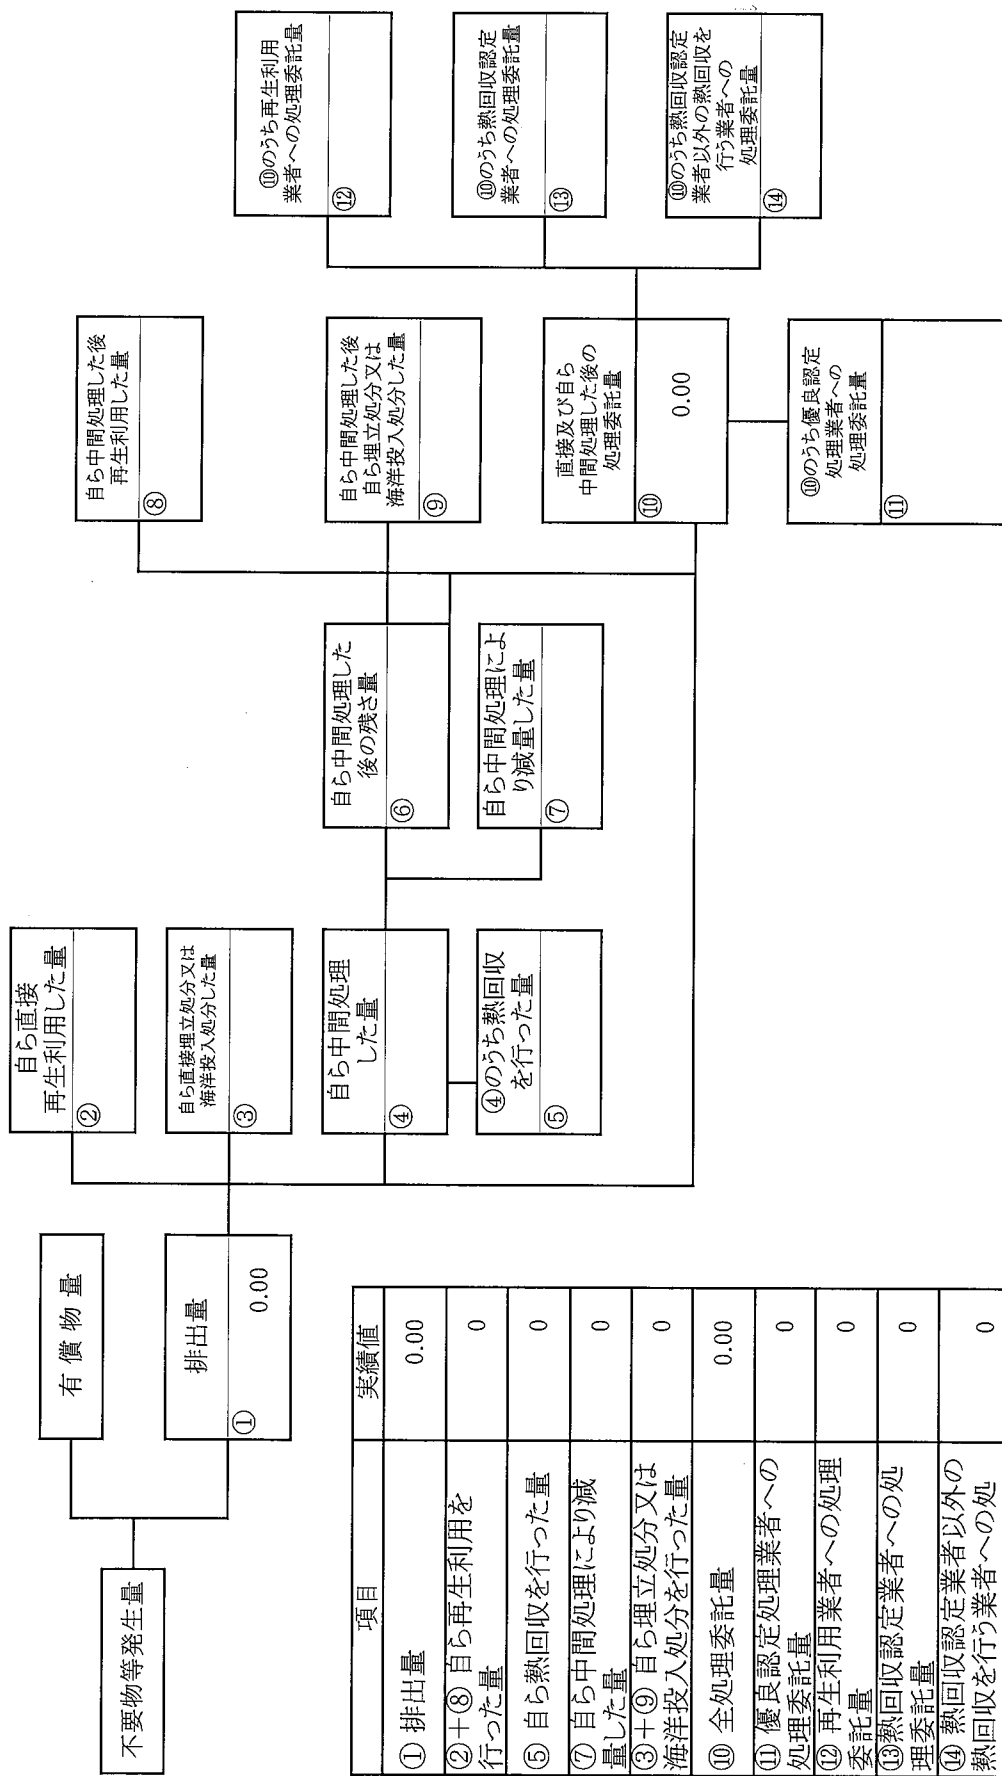 不要物等発生量
有償物量
排出量
①
0.00
自ら直接
再生利用した量
②
自ら直接埋立処分又は
海洋投入処分した量
③
自ら中間処理
した量
④
④のうち熱回収
を行った量
⑤
自ら中間処理した
後の残さ量
⑥
自ら中間処理によ
り減量した量
⑦
自ら中間処理した後
再生利用した量
⑧
自ら中間処理した後
自ら埋立処分又は
海洋投入処分した量
⑨
直接及び自ら
中間処理した後の
処理委託量
⑩
0.00
⑩のうち優良認定
処理業者への
処理委託量
⑪
⑩のうち再生利用
業者への処理委託量
⑫
⑩のうち熱回収認定
業者への処理委託量
⑬
⑩のうち熱回収認定
業者以外の熱回収を
行う業者への
処理委託量
⑭
項目 実績値
① 排出量 0.00
②+⑧ 自ら再生利用を
行った量 0
⑤ 自ら熱回収を行った量 0
⑦ 自ら中間処理により減
量した量 0
③+⑨ 自ら埋立処分又は
海洋投入処分を行った量 0
⑩ 全処理委託量 0.00
⑪ 優良認定処理業者への
処理委託量 0
⑫ 再生利用業者への処理
委託量 0
⑬熱回収認定業者への処
理委託量 0
⑭ 熱回収認定業者以外の
熱回収を行う業者への処 0